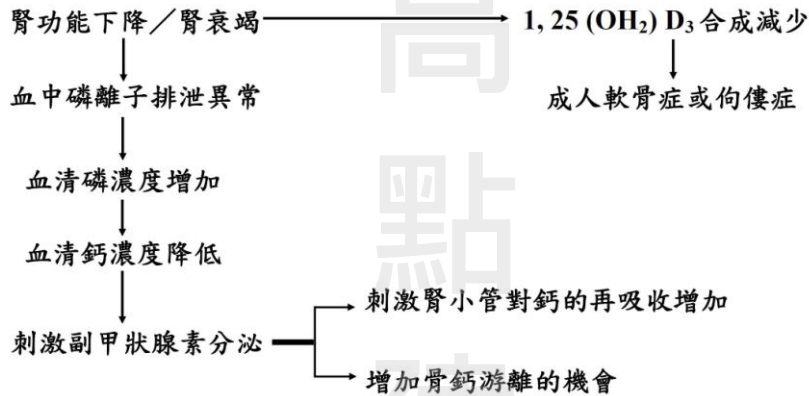 腎功能下降／腎衰竭
1, 25 (OH₂) D₃ 合成減少
血中磷離子排泄異常
成人軟骨症或佝僂症
血清磷濃度增加
血清鈣濃度降低
刺激腎小管對鈣的再吸收增加
刺激副甲狀腺素分泌
增加骨鈣游離的機會
高
點